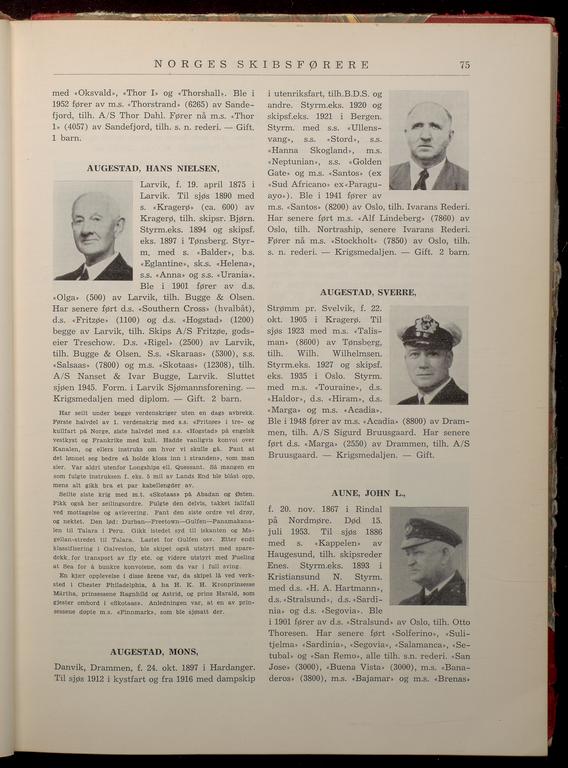 NORGES SKIBSFØRERE 75
med «Oksvald», «Thor I» og «Thorshall». Ble i
1952 fører av m.s. «Thorstrand» (6265) av Sande-
fjord, tilh. A/S Thor Dahl. Fører nå m.s. «Thor
1» (4057) av Sandefjord, tilh. s. n. rederi. — Gift.
1 barn.
AUGESTAD, HANS NIELSEN,
Larvik, f. 19. april 1875 i
Larvik. Til sjøs 1890 med
s. «Kragerø» (ca. 600) av
Kragerø, tilh. skipsr. Bjørn.
Styrm.eks. 1894 og skipsf.
eks. 1897 i Tønsberg. Styr-
m, med s. «Balder», b.s.
«Eglantine», sk.s. «Helena»,
s.s. «Anna» og s.s. «Urania».
Ble i 1901 fører av d.s.
«Olga» (500) av Larvik, tilh. Bugge & Olsen.
Har senere ført d.s. «Southern Cross» (hvalbåt),
d.s. «Fritzøe» (1100) og d.s. «Hogstad» (1200)
begge av Larvik, tilh. Skips A/S Fritzøe, gods-
eier Treschow. D.s. «Rigel» (2500) av Larvik,
tilh. Bugge & Olsen. S.s. «Skaraas» (5300), s.s.
«Salsaas» (7800) og m.s. «Skotaas» (12308), tilh.
A/S Nanset & Ivar Bugge, Larvik. Sluttet
sjøen 1945. Form. i Larvik Sjømannsforening. —
Krigsmedaljen med diplom. — Gift. 2 barn.
Har seilt under begge verdenskriger uten en dags avbrekk.
Første halvdel av 1. verdenskrig med s.s. «Fritzøe» i tre- og
kullfart på Norge, siste halvdel med s.s. «Hogstad» på engelsk
vestkyst og Frankrike med kull. Hadde vanligvis konvoi over
Kanalen, og ellers instruks om hvor vi skulle gå. Fant at
det lønnet seg bedre «å holde kloss inn i stranden», som man
sier. Var aldri utenfor Longships ell. Quessant. Så mangen en
som fulgte instruksen f. eks. 5 mil av Lands End ble blåst opp,
mens alt gikk bra et par kabellengder av.
Seilte siste krig med m.t. «Skotaas» på Abadan og Østen.
Fikk også her seilingsordre. Fulgte den delvis, takket iallfall
ved mottagelse og avlevering. Fant den siste ordre vel drøy,
og nektet. Den lød: Durban—Freetown—Gulfen—Panamakana-
len til Talara i Peru. Gikk istedet syd til iskanten og Ma-
gellan-stredet til Talara. Lastet for Gulfen osv. Etter endt
klassifisering i Galveston, ble skipet også utstyrt med spare-
dekk for transport av fly etc. og videre utstyrt med Fueling
at Sea for å bunkre konvoiene, som da var i full sving.
En kjær opplevelse i disse årene var, da skipet lå ved verk-
sted i Chester Philadelphia, å ha H. K. H. Kronprinsesse
Märtha, prinsessene Ragnhild og Astrid, og prins Harald, som
gjester ombord i «Skotaas». Anledningen var, at en av prin-
sessene døpte m.s. «Finnmark», som ble sjøsatt der.
AUGESTAD, MONS,
Danvik, Drammen, f. 24. okt. 1897 i Hardanger.
Til sjøs 1912 i kystfart og fra 1916 med dampskip
i utenriksfart, tilh.B.D.S. og
andre. Styrm.eks. 1920 og
skipsf.eks. 1921 i Bergen.
Styrm. med s.s. «Ullens-
vang», s.s. «Stord», s.s.
«Hanna Skogland», m.s.
«Neptunian», s.s. «Golden
Gate» og m.s. «Santos» (ex
«Sud Africano» ex«Paragu-
ayo»). Ble i 1941 fører av
m.s. «Santos» (8200) av Oslo, tilh. Ivarans Rederi.
Har senere ført m.s. «Alf Lindeberg» (7860) av
Oslo, tilh. Nortraship, senere Ivarans Rederi.
Fører nå m.s. «Stockholt» (7850) av Oslo, tilh.
s. n. rederi. — Krigsmedaljen. — Gift. 2 barn.
AUGESTAD, SVERRE,
Strømm pr. Svelvik, f. 22.
okt. 1905 i Kragerø. Til
sjøs 1923 med m.s. «Talis-
man» (8600) av Tønsberg,
tilh. Wilh. Wilhelmsen.
Styrm.eks. 1927 og skipsf.
eks. 1935 i Oslo. Styrm.
med m.s. «Touraine», d.s.
«Haldor», d.s. «Hiram», d.s.
«Marga» og m.s. «Acadia».
Ble i 1948 fører av m.s. «Acadia» (8800) av Dram-
men, tilh. A/S Sigurd Bruusgaard. Har senere
ført d.s. «Marga» (2550) av Drammen, tilh. A/S
Bruusgaard. — Krigsmedaljen. — Gift.
AUNE, JOHN L.,
f. 20. nov. 1867 i Rindal
på Nordmøre. Død 15.
juli 1953. Til sjøs 1886
med s. «Kappelen» av
Haugesund, tilh. skipsreder
Enes. Styrm.eks. 1893 i
Kristiansund N. Styrm.
med d.s. «H. A. Hartmann»,
d.s. «Stralsund», d.s. «Sardi-
nia» og d.s. «Segovia». Ble
i 1901 fører av d.s. «Stralsund» av Oslo, tilh. Otto
Thoresen. Har senere ført «Solferino», «Suli-
tjelma» «Sardinia», «Segovia», «Salamanca», «Se-
tubal» og «San Remo», alle tilh. s.n. rederi. «San
Jose» (3000), «Buena Vista» (3000), m.s. «Bana-
deros» (3800), m.s. «Bajamar» og m.s. «Brenas»